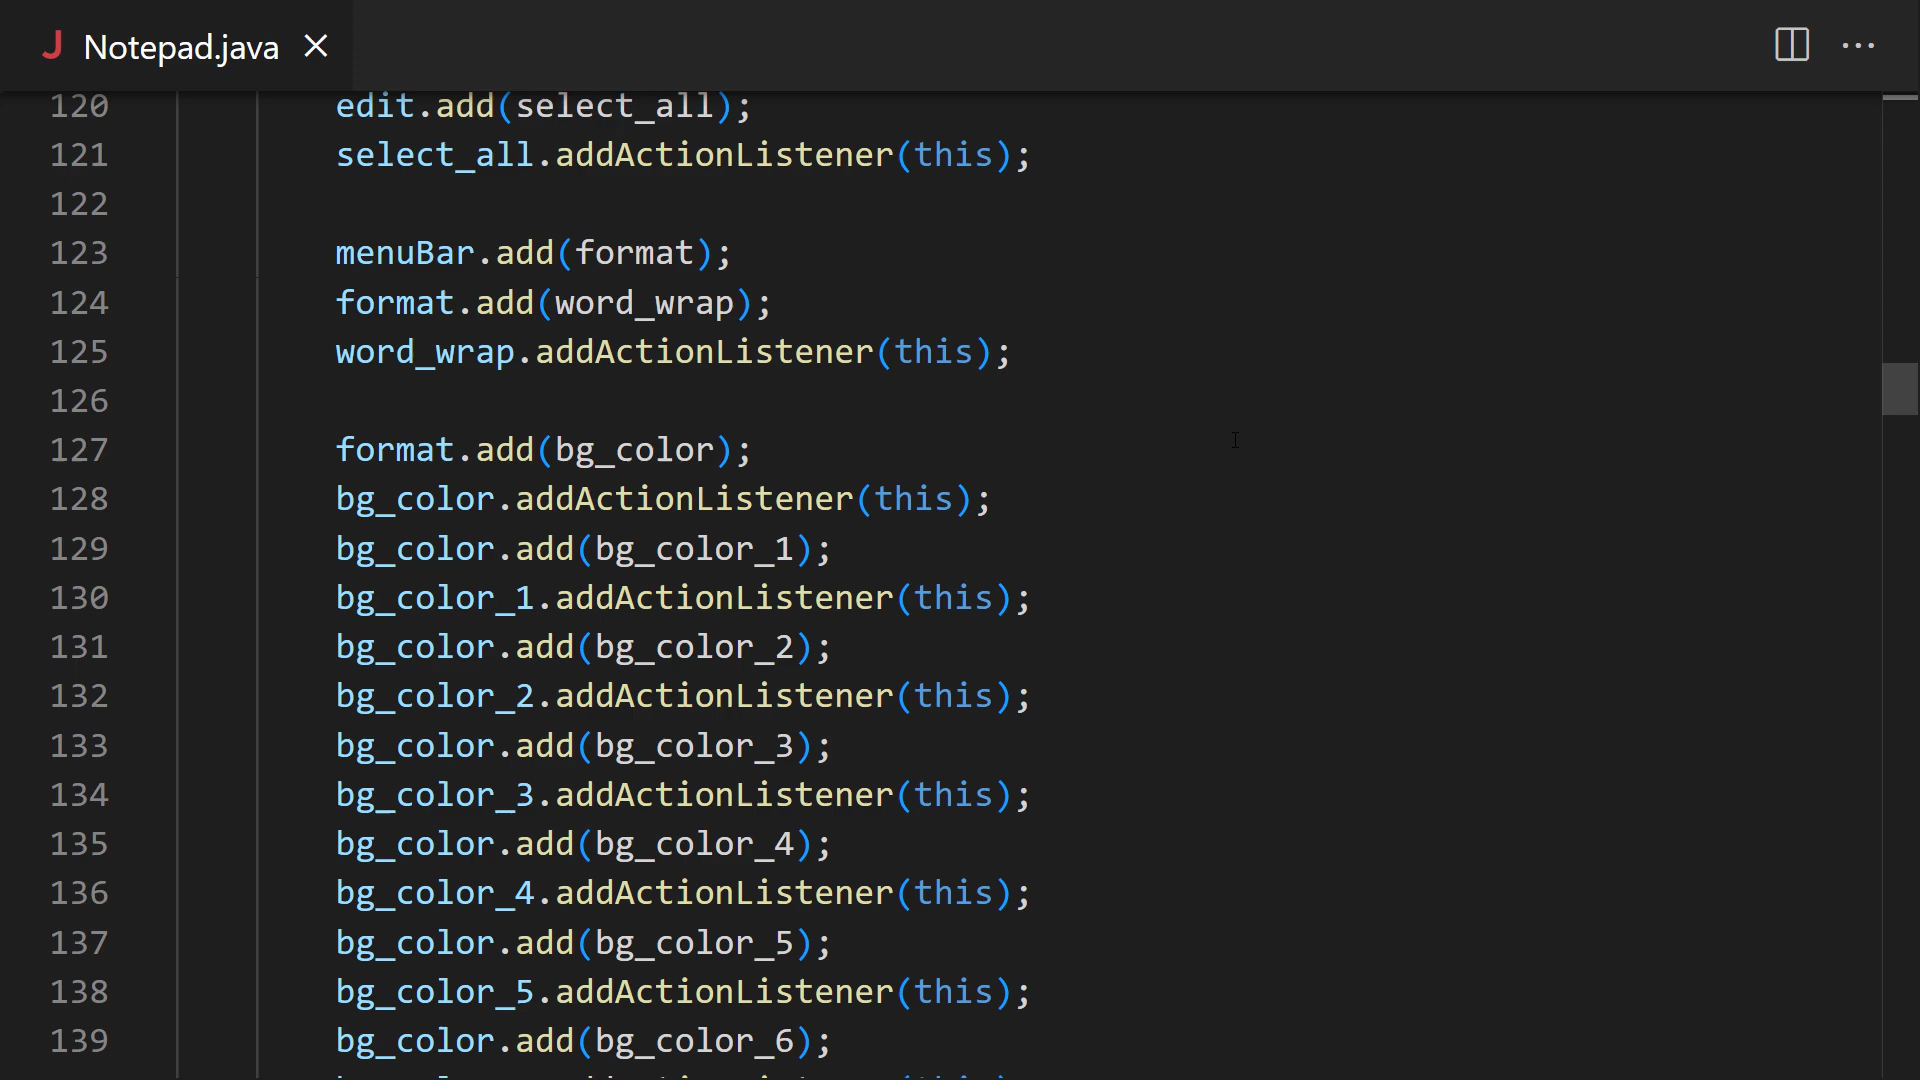 J Notepad.java
120 edit.add(select_all);
121 select_all.addActionListener(this);
122
123 menuBar.add(format);
124 format.add(word_wrap);
125 word_wrap.addActionListener(this);
126
127 format.add(bg_color);
128 bg_color.addActionListener(this);
129 bg_color.add(bg_color_1);
130 bg_color_1.addActionListener(this);
131 bg_color.add(bg_color_2);
132 bg_color_2.addActionListener(this);
133 bg_color.add(bg_color_3);
134 bg_color_3.addActionListener(this);
135 bg_color.add(bg_color_4);
136 bg_color_4.addActionListener(this);
137 bg_color.add(bg_color_5);
138 bg_color_5.addActionListener(this);
139 bg_color.add(bg_color_6);